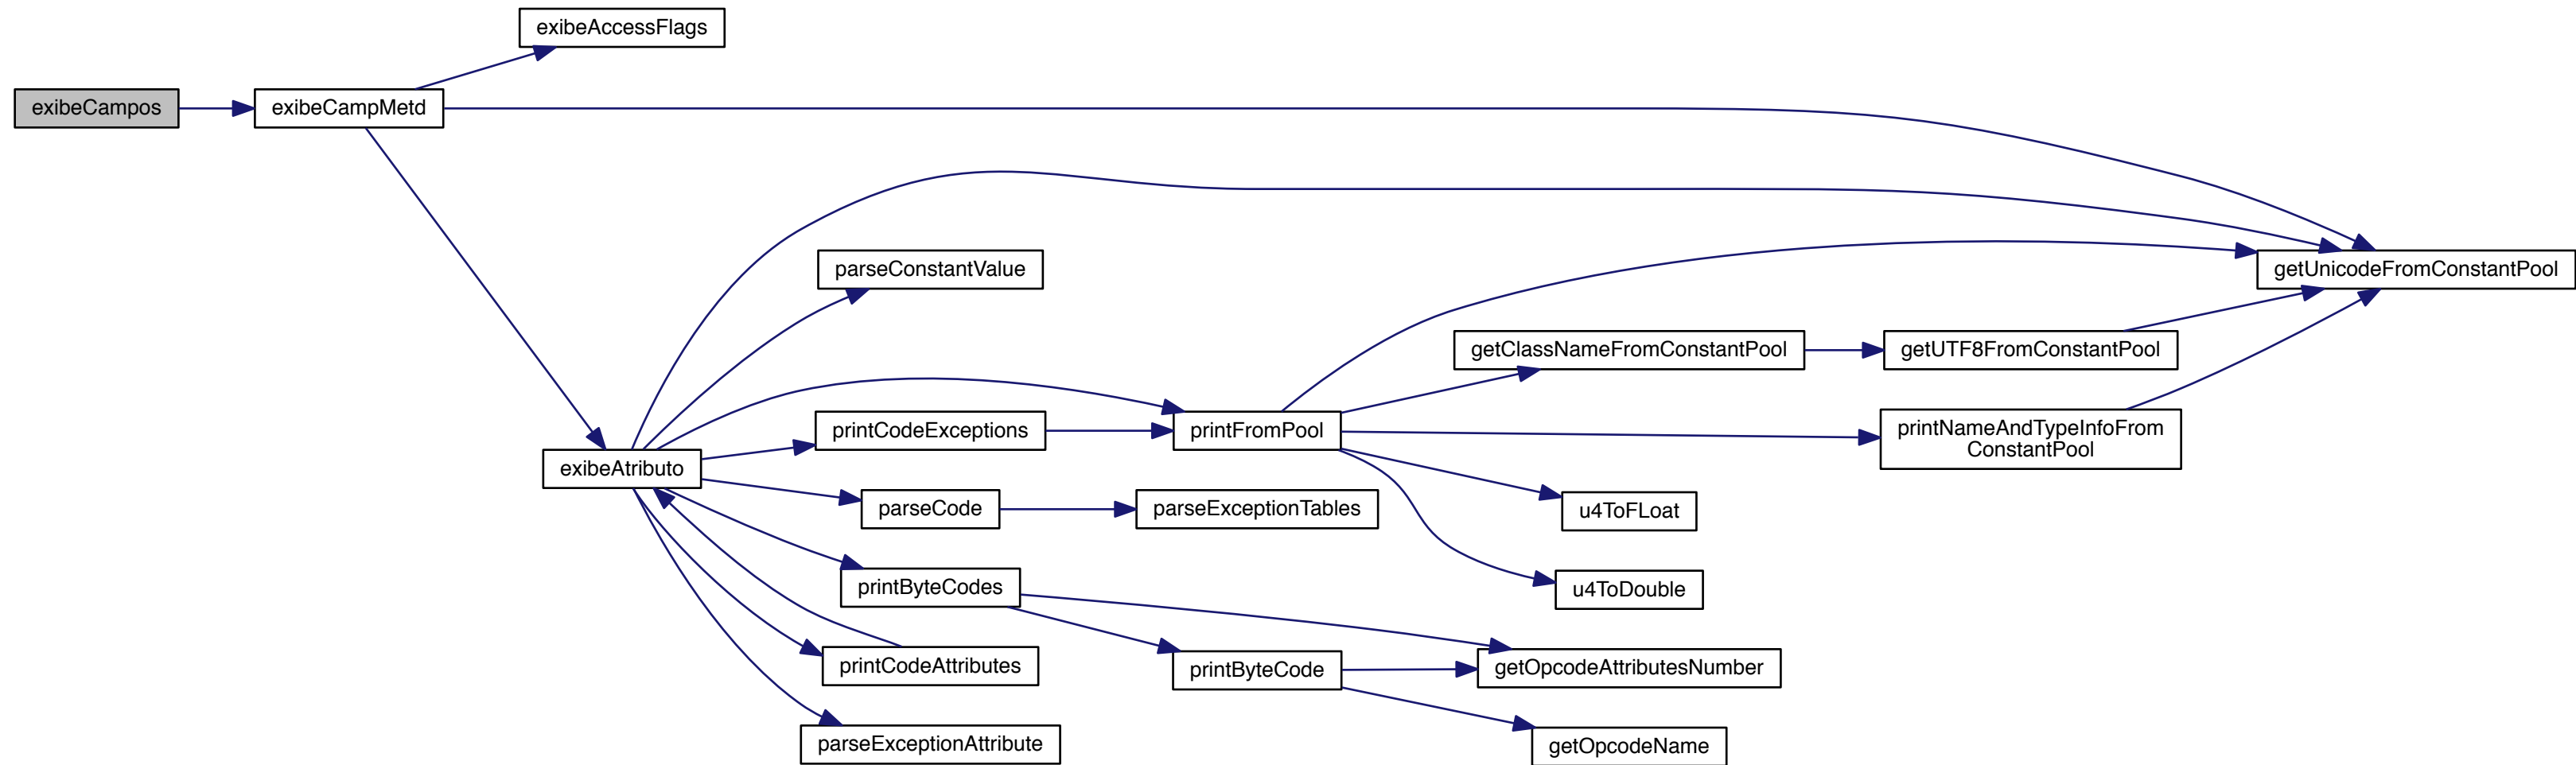 exibeAccessFlags
exibeCampos
exibeCampMetd
parseConstantValue
getUnicodeFromConstantPool
getClassNameFromConstantPool
getUTF8FromConstantPool
printCodeExceptions
printFromPool
printNameAndTypeInfoFrom
ConstantPool
exibeAtributo
parseCode
parseExceptionTables
u4ToFLoat
printByteCodes
u4ToDouble
printCodeAttributes
printByteCode
getOpcodeAttributesNumber
parseExceptionAttribute
getOpcodeName